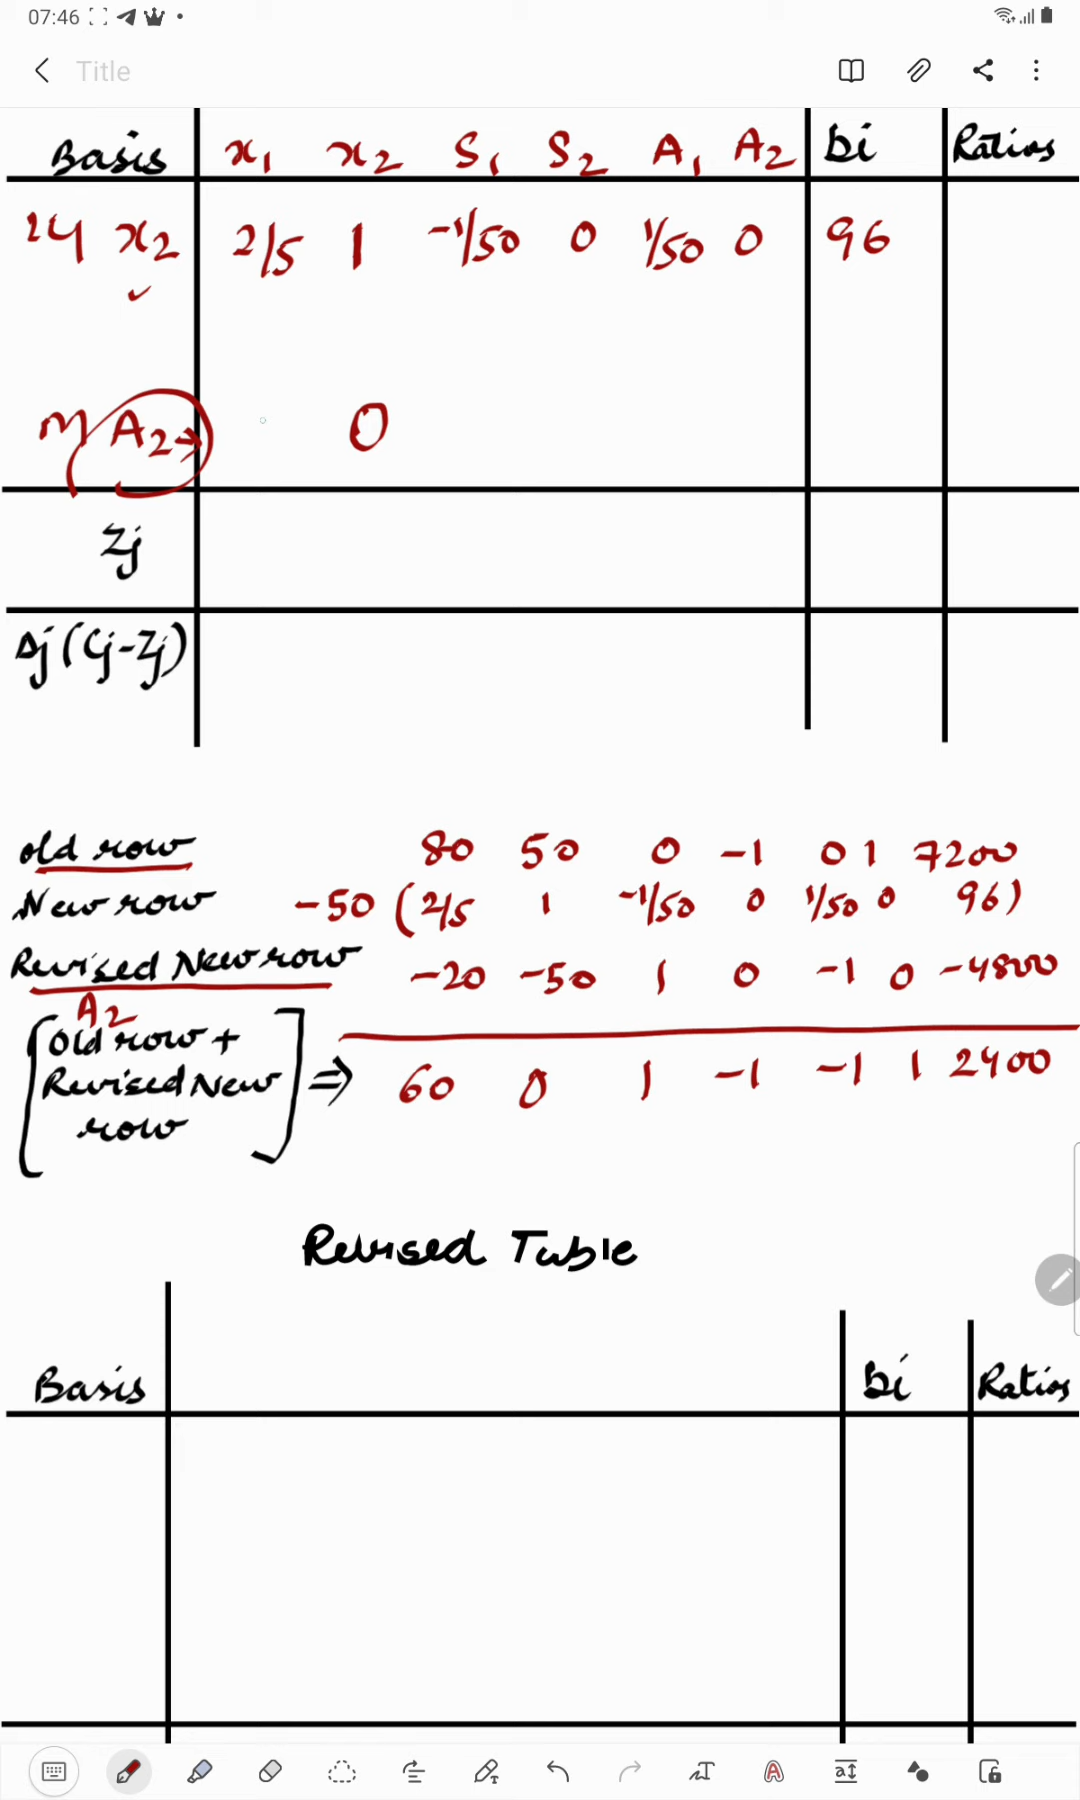 07:46
Title
Basis x₁ x₂ S₁ S₂ A₁ A₂ bi Ratios
24 x₂ 2/5 1 -1/50 0 1/50 0 96
M A₂→ 0
Zj
Δj (Cj-Zj)
old row 80 50 0 -1 0 1 7200
New row -50 (2/5 1 -1/50 0 1/50 0 96)
Revised New row -20 -50 1 0 -1 0 -4800
A₂
[Old row + Revised New row] ⇒ 60 0 1 -1 -1 1 2400
Revised Table
Basis bi Ratios